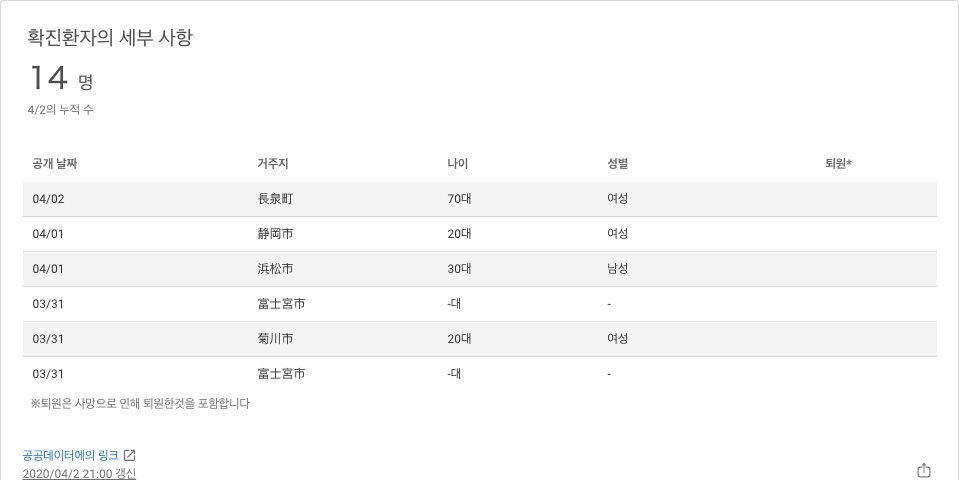 확진환자의 세부 사항
14 명
4/2의 누적 수
공개 날짜 거주지 나이 성별 퇴원*
04/02 長泉町 70대 여성
04/01 静岡市 20대 여성
04/01 浜松市 30대 남성
03/31 富士宮市 -대 -
03/31 菊川市 20대 여성
03/31 富士宮市 -대 -
※퇴원은 사망으로 인해 퇴원한것을 포함합니다
공공데이터에의 링크
2020/04/2 21:00 갱신